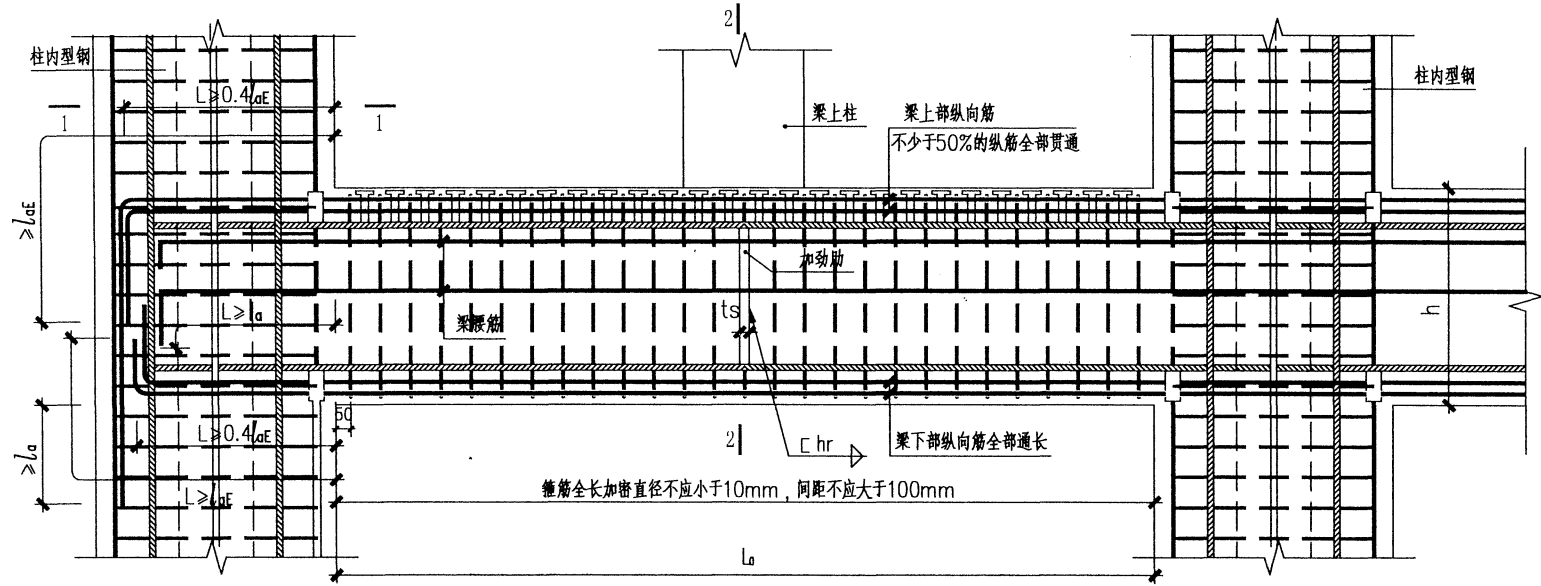 2
柱内型钢
柱内型钢
L≥0.4laE
1
1
梁上柱
梁上部纵向筋
不少于50%的纵筋全部贯通
≥laE
加劲肋
L≥la
梁腰筋
ts
h
50
L≥0.4laE
2
hr
梁下部纵向筋全部通长
≥la
L≥laE
箍筋全长加密直径不应小于10mm，间距不应大于100mm